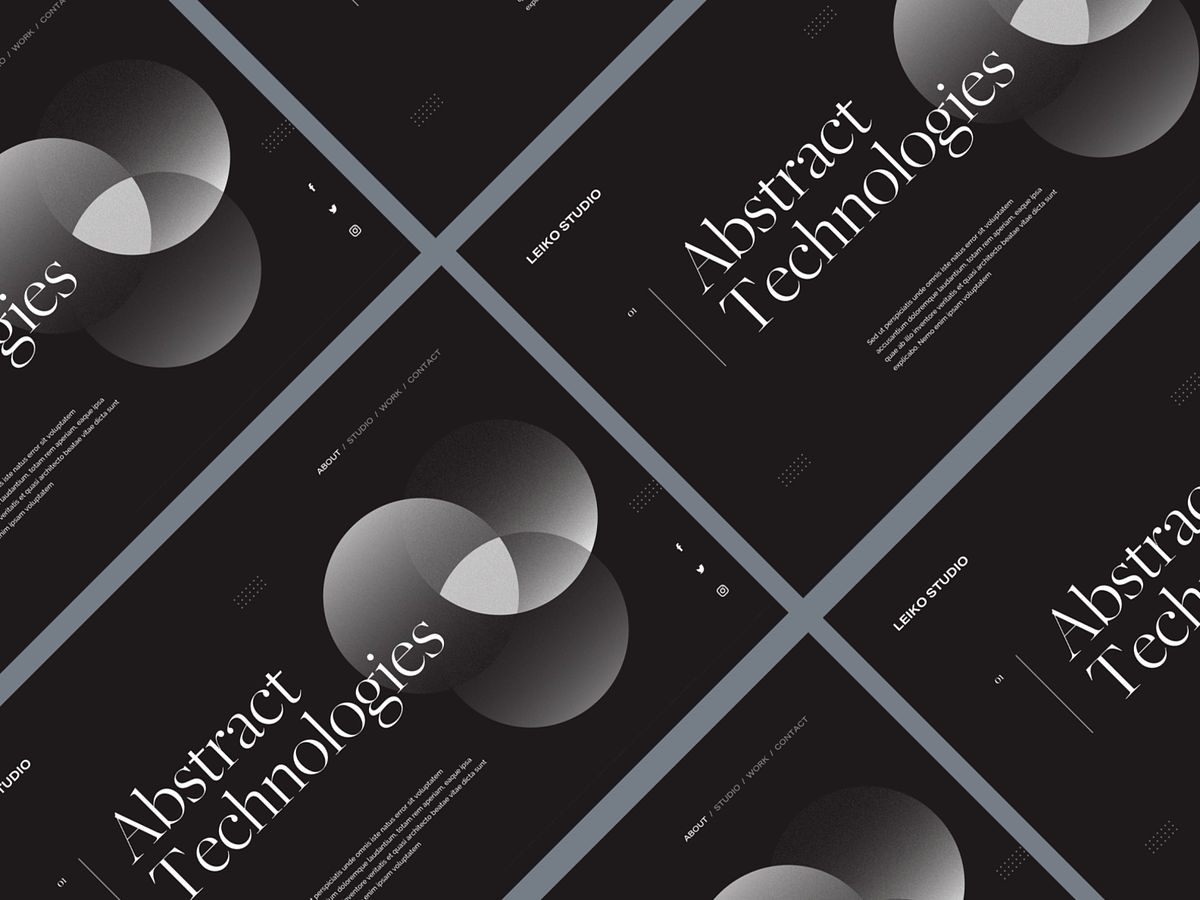 WORK / CONTACT
gies
iste natus error sit voluptatem
laudantium, totam rem aperiam, eaque ipsa
et quasi architecto beatae vitae dicta sunt
enim ipsam voluptatem
LEIKO STUDIO
01
Abstract
Technologies
Sed ut perspiciatis unde omnis iste natus error sit voluptatem
accusantium doloremque laudantium, totam rem aperiam, eaque ipsa
quae ab illo inventore veritatis et quasi architecto beatae vitae dicta sunt
explicabo. Nemo enim ipsam voluptatem
ABOUT / STUDIO / WORK / CONTACT
01
Abstract
Technologies
perspiciatis unde omnis iste natus error sit voluptatem
doloremque laudantium, totam rem aperiam, eaque ipsa
inventore veritatis et quasi architecto beatae vitae dicta sunt
enim ipsam voluptatem
LEIKO STUDIO
01
Abstrac
Tech
ABOUT / STUDIO / WORK / CONTACT